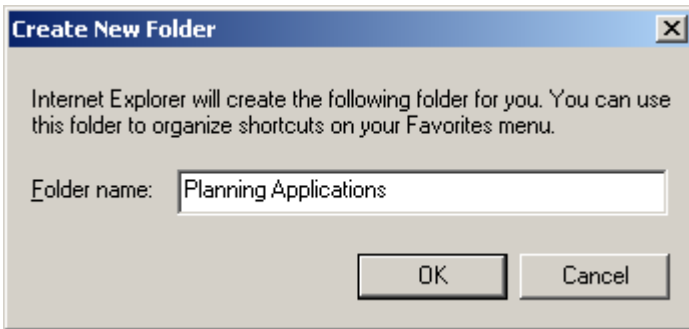 Create New Folder
Internet Explorer will create the following folder for you. You can use
this folder to organize shortcuts on your Favorites menu.
Folder name: Planning Applications
OK Cancel